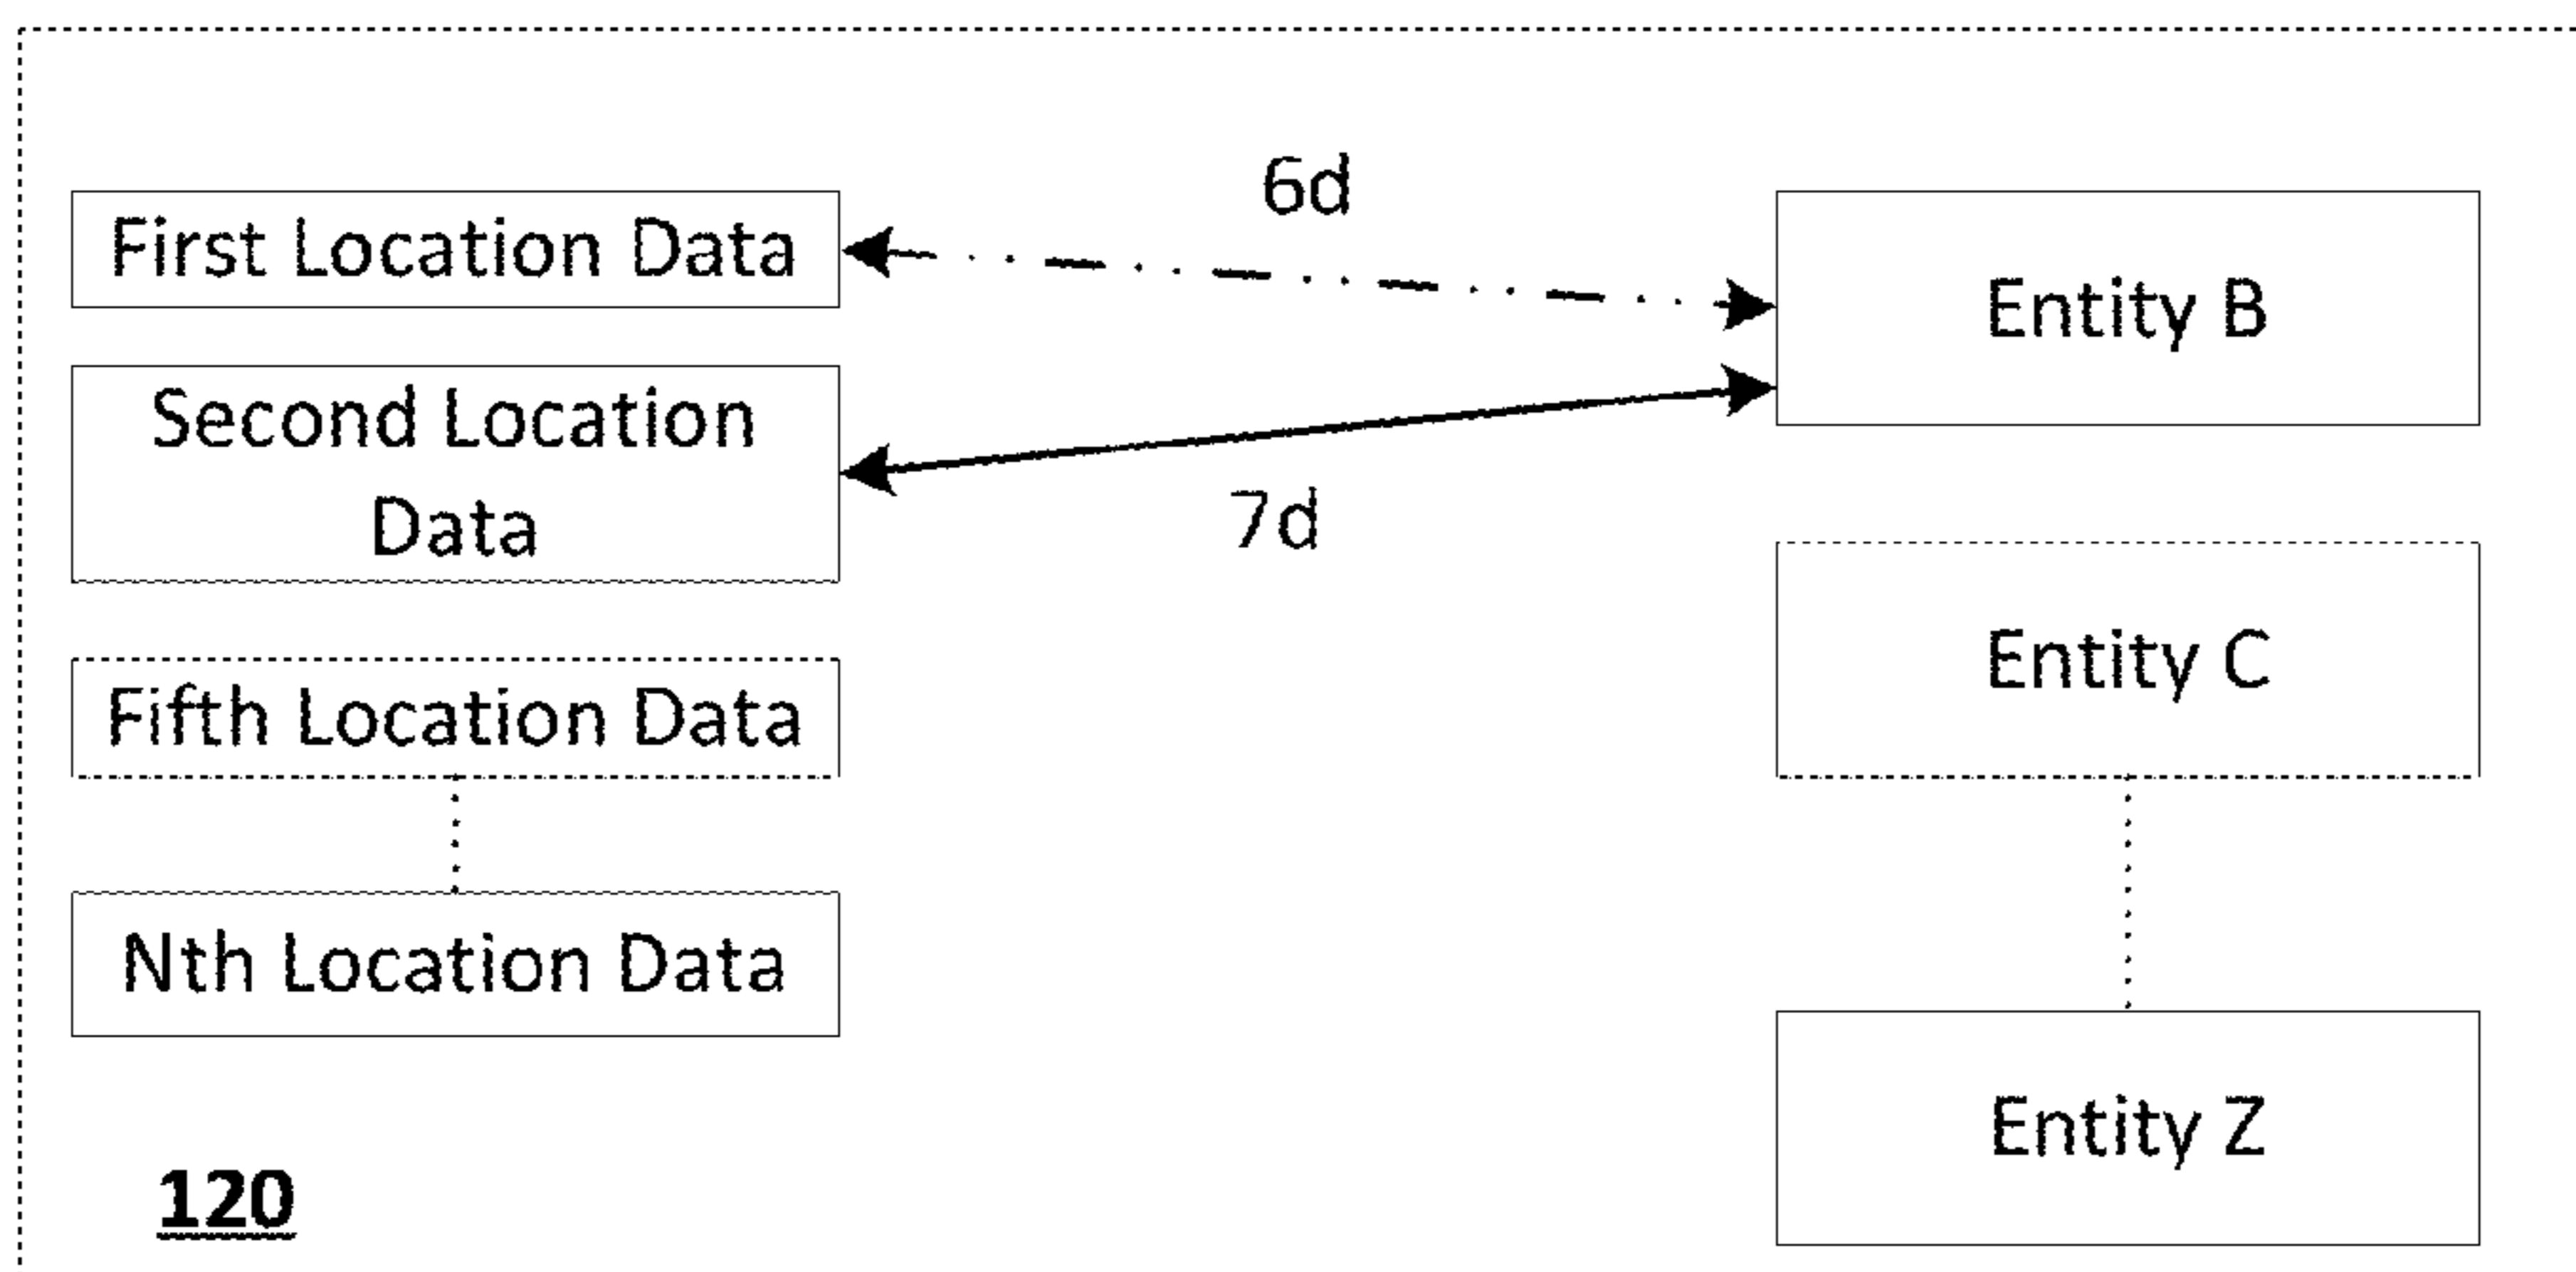 6d
First Location Data
Entity B
Second Location
Data
7d
Entity C
Fifth Location Data
Nth Location Data
Entity Z
120